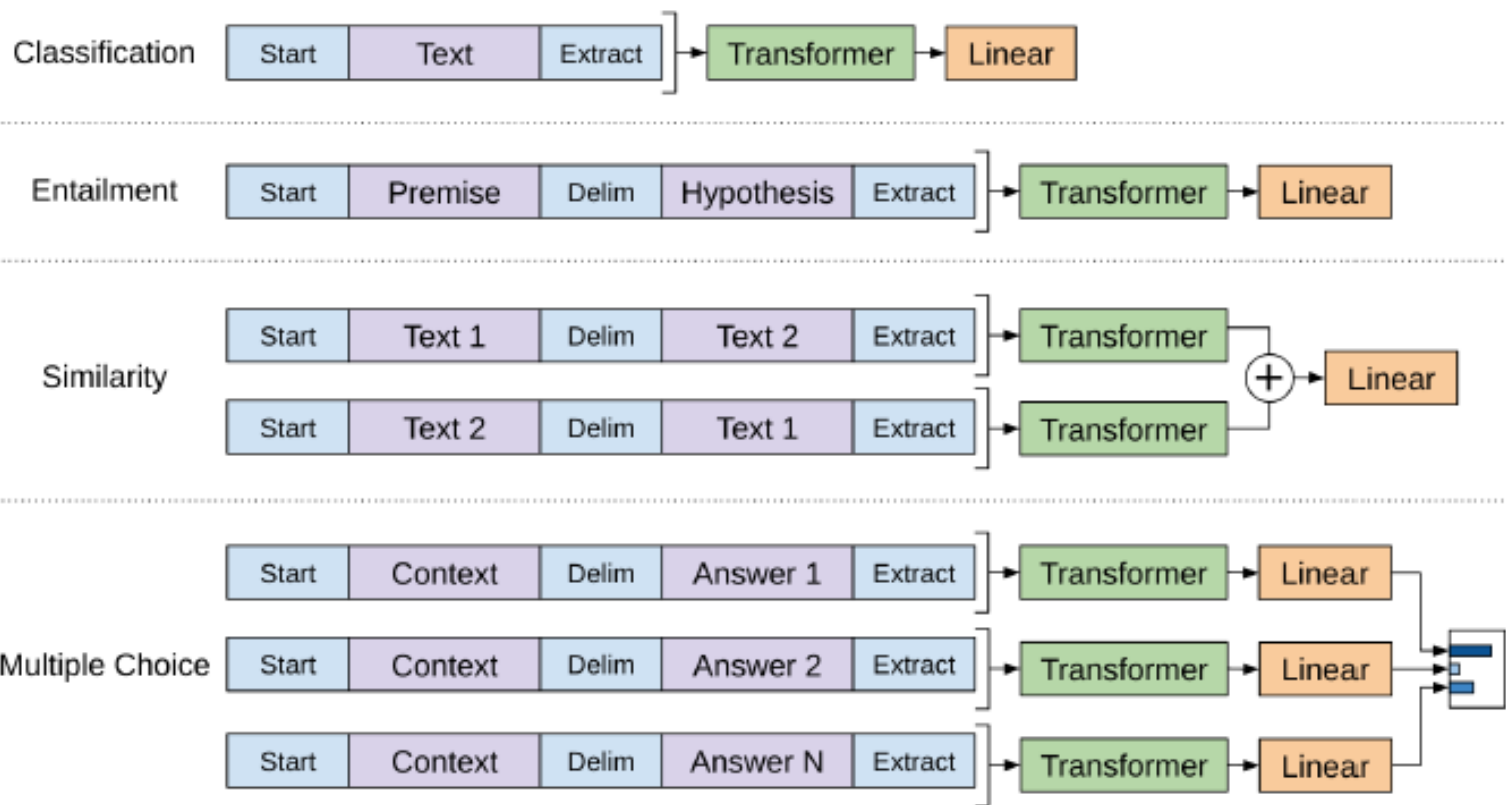 Classification Start Text Extract Transformer Linear
Entailment Start Premise Delim Hypothesis Extract Transformer Linear
Start Text 1 Delim Text 2 Extract Transformer
Similarity + Linear
Start Text 2 Delim Text 1 Extract Transformer
Start Context Delim Answer 1 Extract Transformer Linear
Multiple Choice Start Context Delim Answer 2 Extract Transformer Linear
Start Context Delim Answer N Extract Transformer Linear